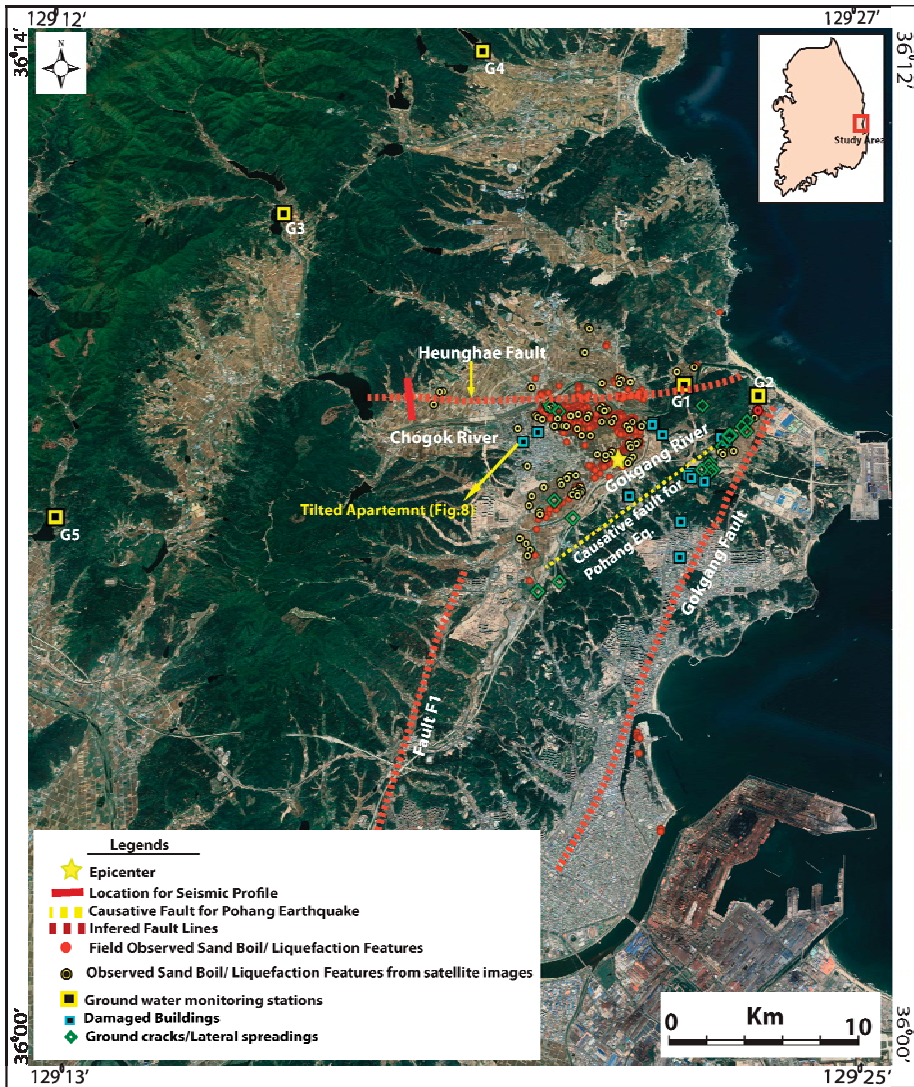 129°12′
129°27′
36°14′
36°12′
N
G4
Study Area
G3
Heunghae Fault
G2
G1
Chogok River
Gokgang River
Tilted Apartemnt (Fig.8)
Causative fault for
Pohang Eq.
G5
Gokgang Fault
Fault F1
Legends
Epicenter
Location for Seismic Profile
Causative Fault for Pohang Earthquake
Infered Fault Lines
Field Observed Sand Boil/ Liquefaction Features
Observed Sand Boil/ Liquefaction Features from satellite images
Ground water monitoring stations
Damaged Buildings
Ground cracks/Lateral spreadings
Km
0
10
36°00′
36°00′
129°13′
129°25′